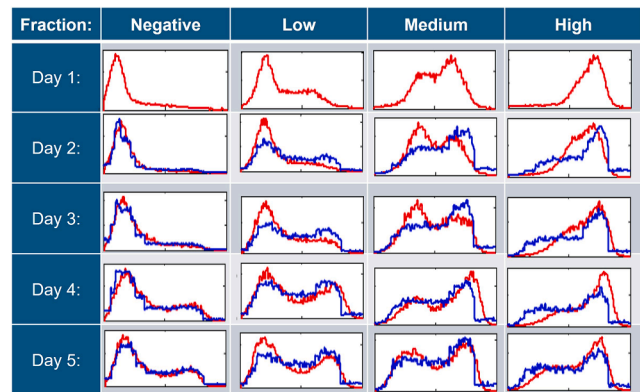 Fraction: Negative Low Medium High
Day 1:
Day 2:
Day 3:
Day 4:
Day 5: